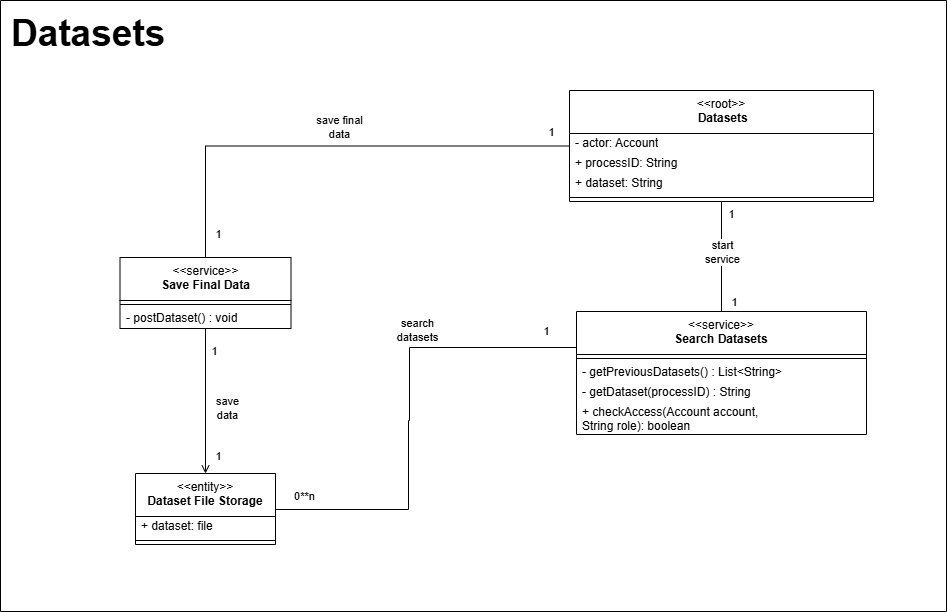 Datasets
<<root>>
Datasets
- actor: Account
+ processID: String
+ dataset: String
save final
data
1
1
1
start
service
1
<<service>>
Save Final Data
- postDataset() : void
<<service>>
Search Datasets
- getPreviousDatasets() : List<String>
- getDataset(processID) : String
+ checkAccess(Account account,
String role): boolean
search
datasets
1
1
save
data
1
0**n
<<entity>>
Dataset File Storage
+ dataset: file